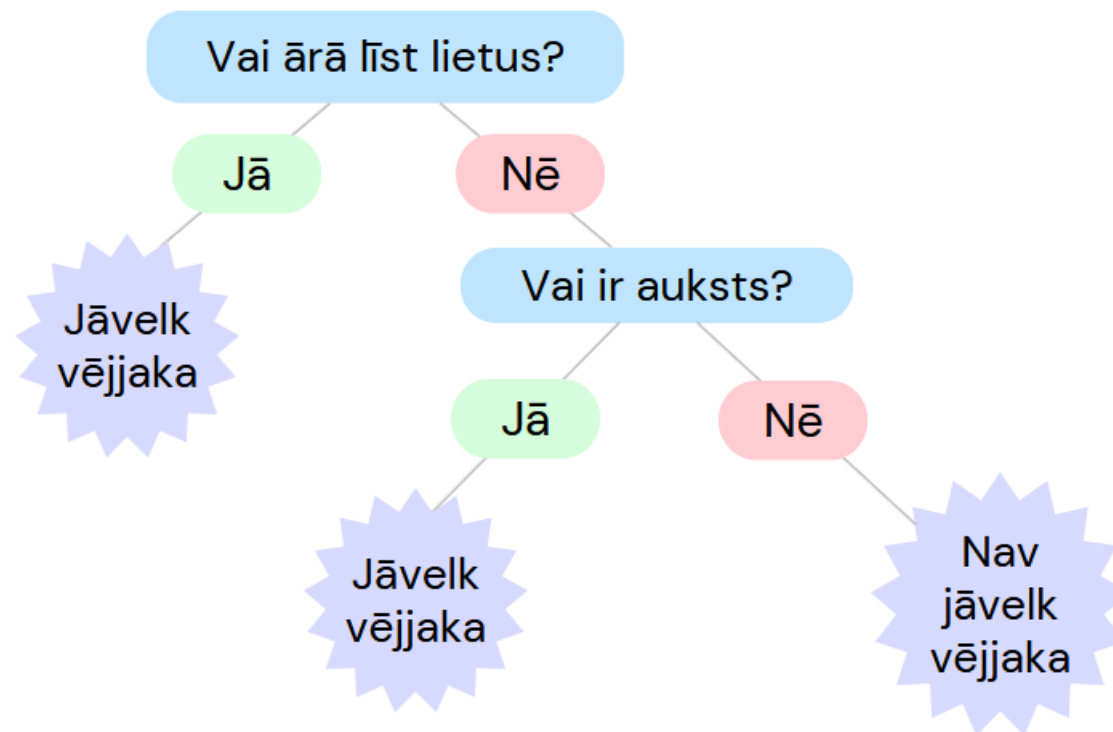 Vai ārā līst lietus?
Jā
Nē
Jāvelk
vējjaka
Vai ir auksts?
Jā
Nē
Jāvelk
vējjaka
Nav
jāvelk
vējjaka